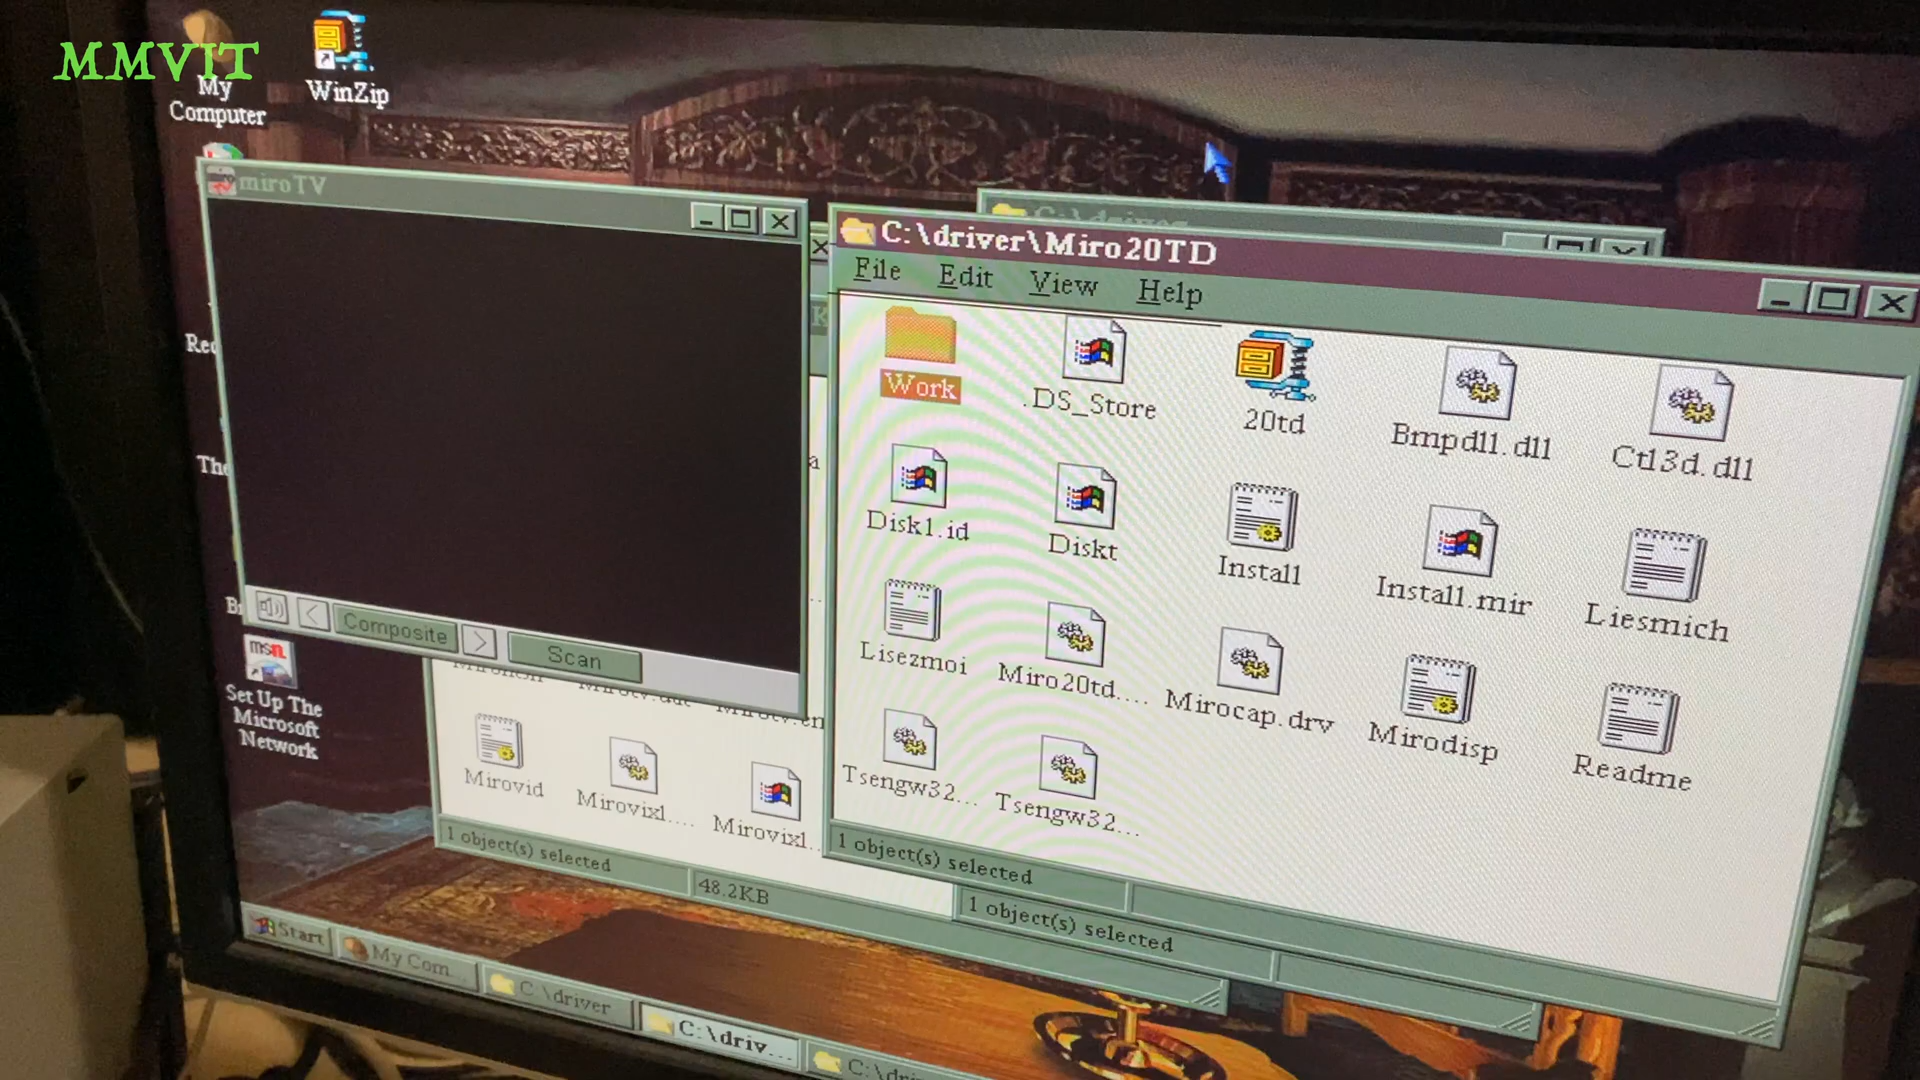 MMVIT
My
Computer
WinZip
miroTV
C:\driver\Miro20TD
File Edit View Help
Work
.DS_Store
20td
Bmpdll.dll
Ctl3d.dll
Disk1.id
Diskt
Install
Install.mir
Liesmich
Lisezmoi
Miro20td....
Mirocap.drv
Mirodisp
Readme
Tsengw32...
Tsengw32...
1 object(s) selected
Composite
Scan
msn
Set Up The
Microsoft
Network
Mirovid
Mirovixl....
Mirovixl..
1 object(s) selected
48.2KB
1 object(s) selected
Start
My Com...
C:\driver
C:\driv...